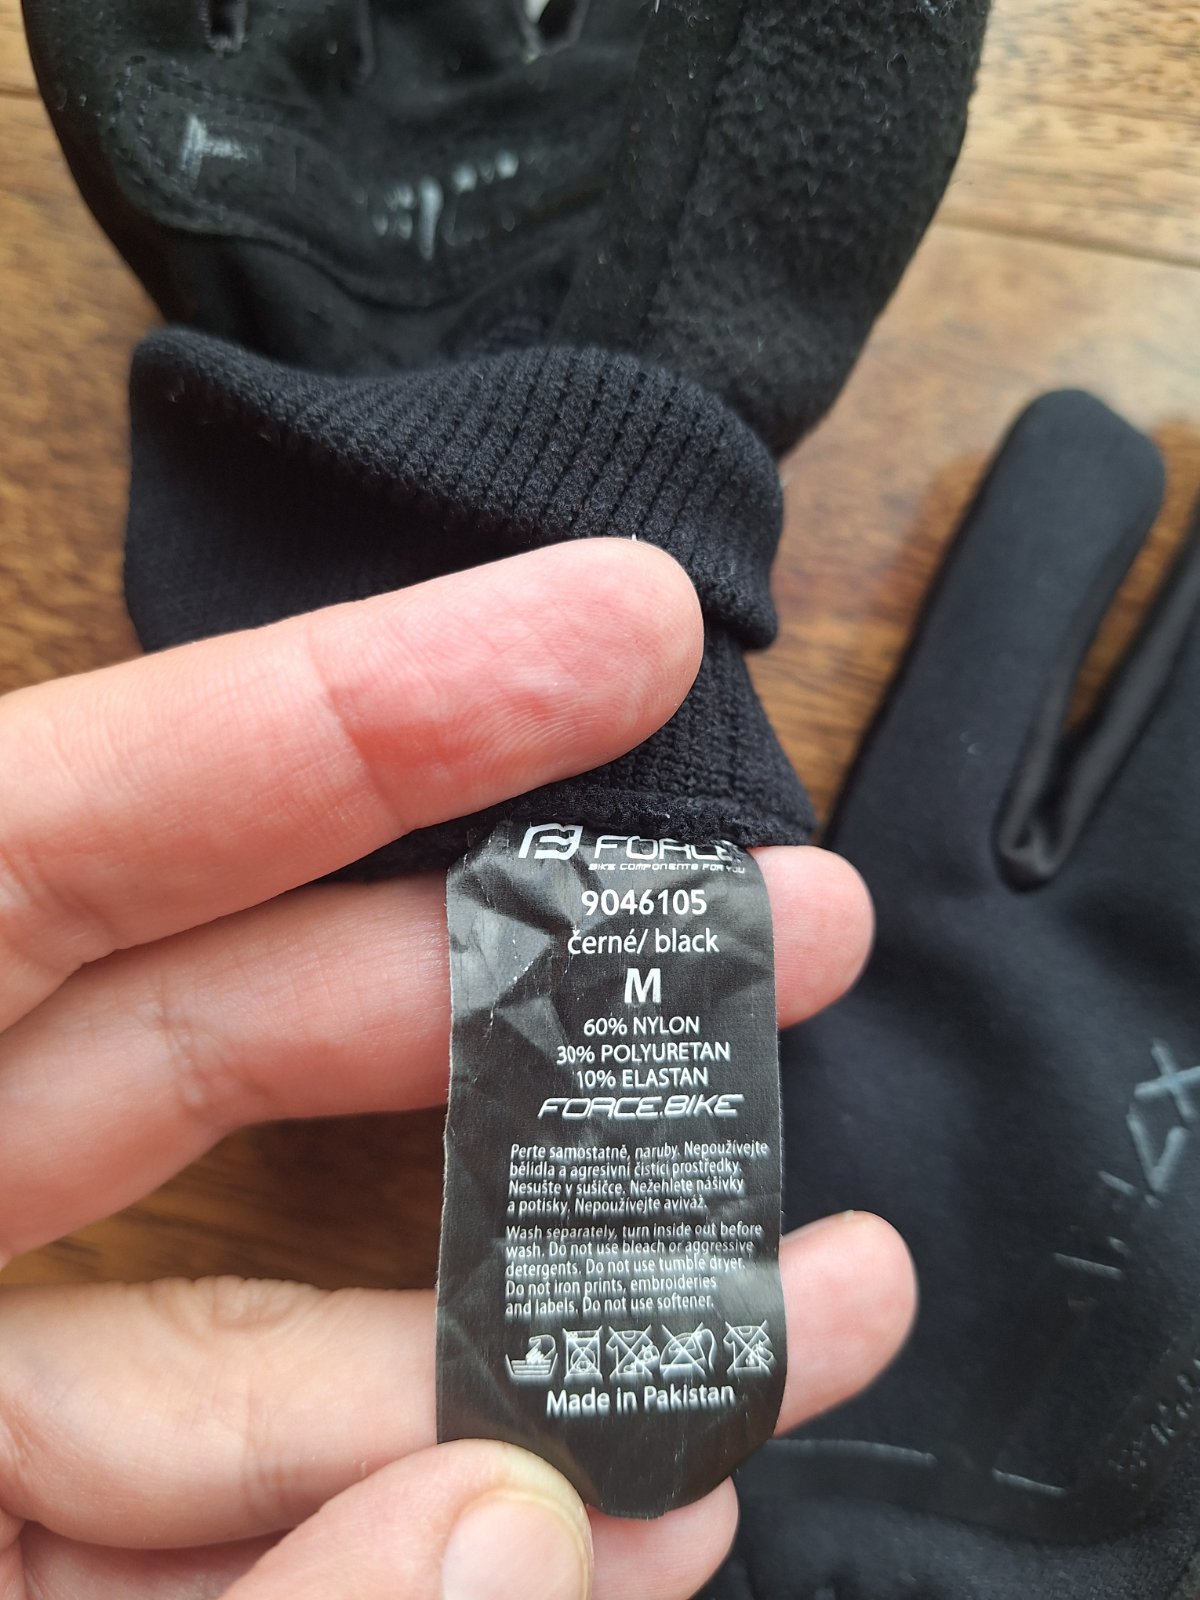 FORCE
BIKE COMPONENTS FOR YOU
9046105
černé/ black
M
60% NYLON
30% POLYURETAN
10% ELASTAN
FORCE.BIKE
Perte samostatně, naruby. Nepoužívejte
bělidla a agresivní čistící prostředky.
Nesušte v sušičce. Nežehlete nášivky
a potisky. Nepoužívejte aviváž.
Wash separately, turn inside out before
wash. Do not use bleach or aggressive
detergents. Do not use tumble dryer.
Do not iron prints, embroideries
and labels, Do not use softener.
Made in Pakistan